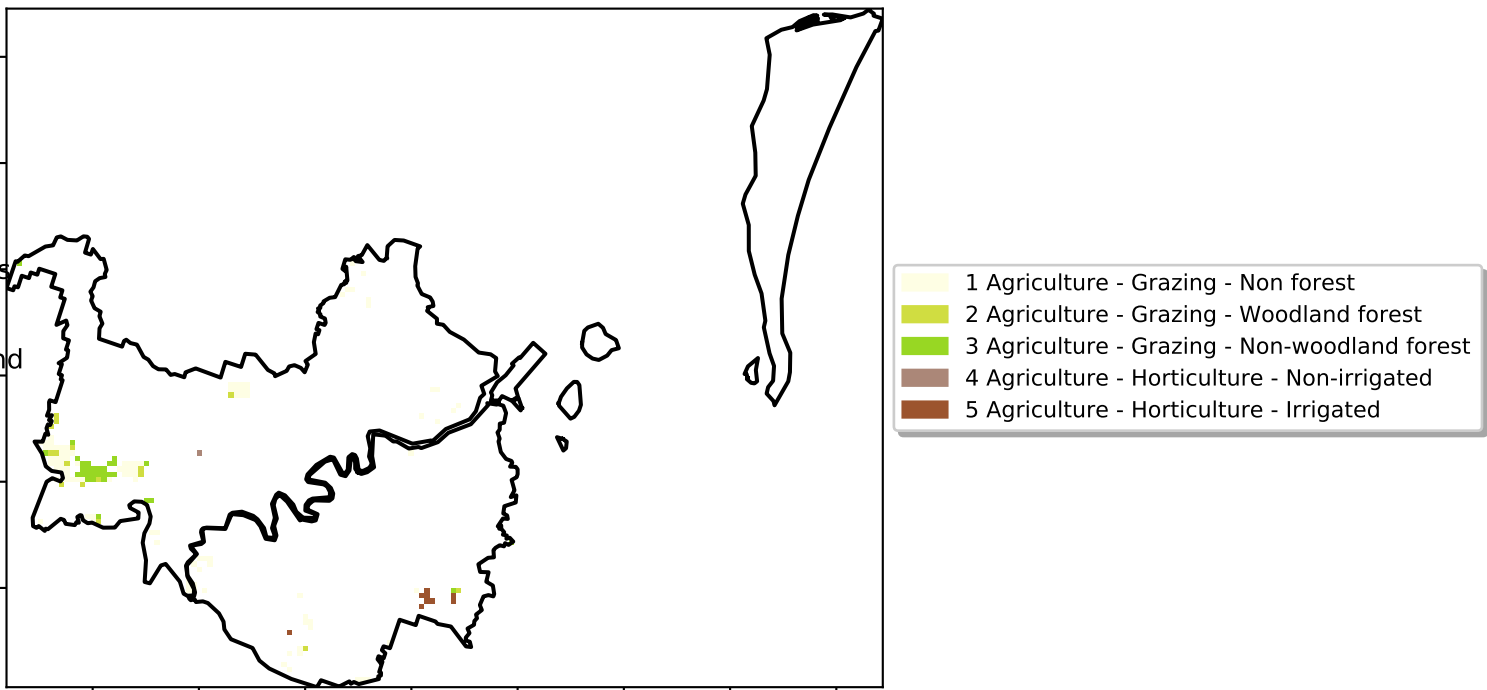 s
1 Agriculture - Grazing - Non forest
2 Agriculture - Grazing - Woodland forest
nd
3 Agriculture - Grazing - Non-woodland forest
4 Agriculture - Horticulture - Non-irrigated
5 Agriculture - Horticulture - Irrigated